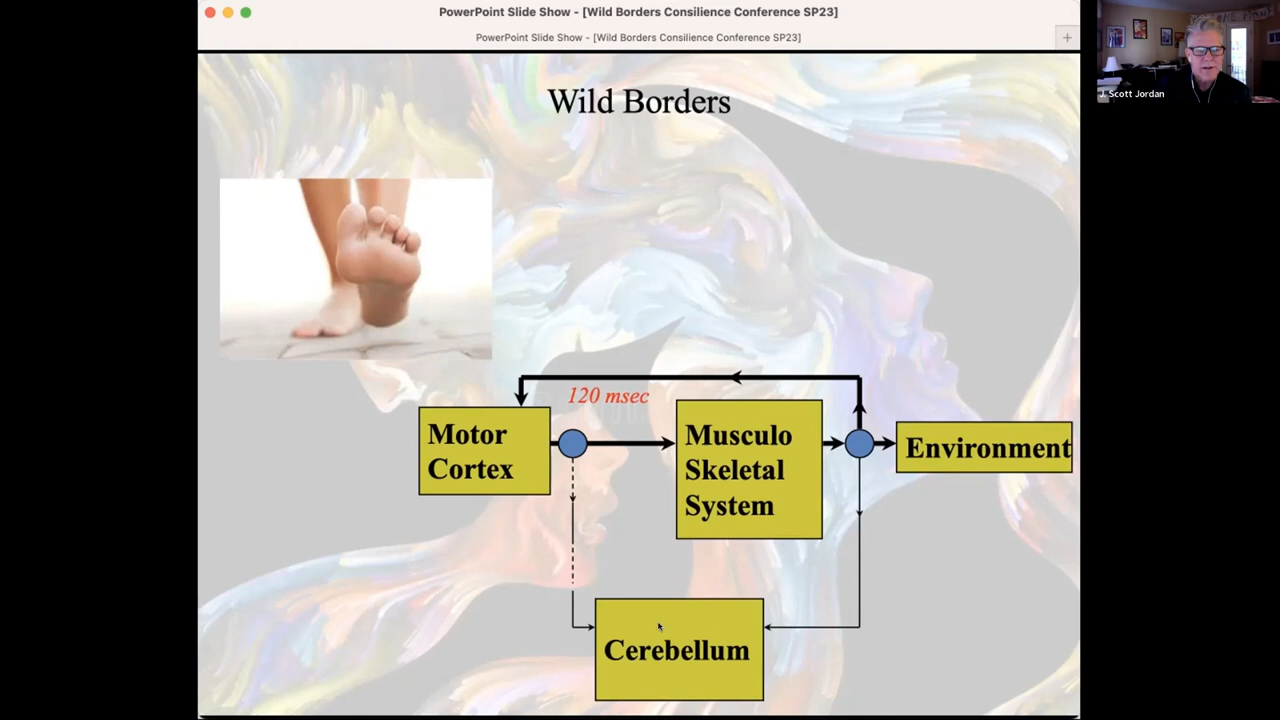 PowerPoint Slide Show - [Wild Borders Consilience Conference SP23]
PowerPoint Slide Show - [Wild Borders Consilience Conference SP23]
J. Scott Jordan
Wild Borders
120 msec
Motor
Cortex
Musculo
Skeletal
System
Environment
Cerebellum